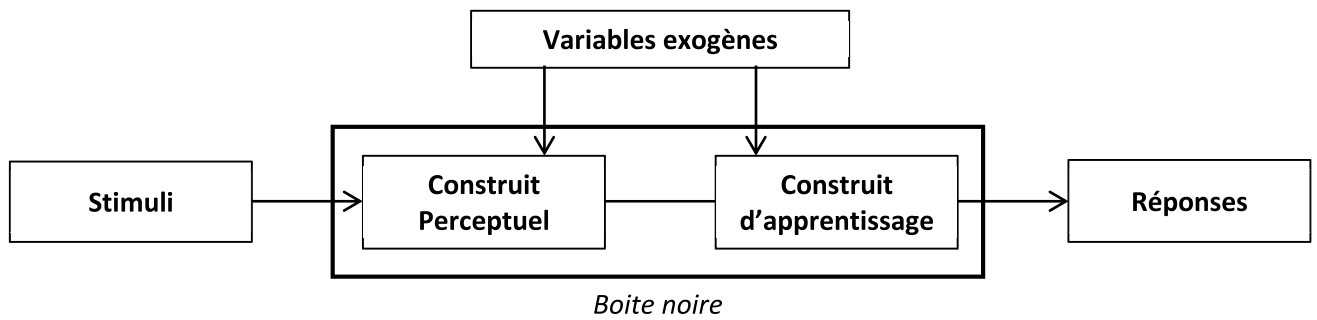 Variables exogènes
Stimuli
Construit
Perceptuel
Construit
d’apprentissage
Réponses
Boite noire